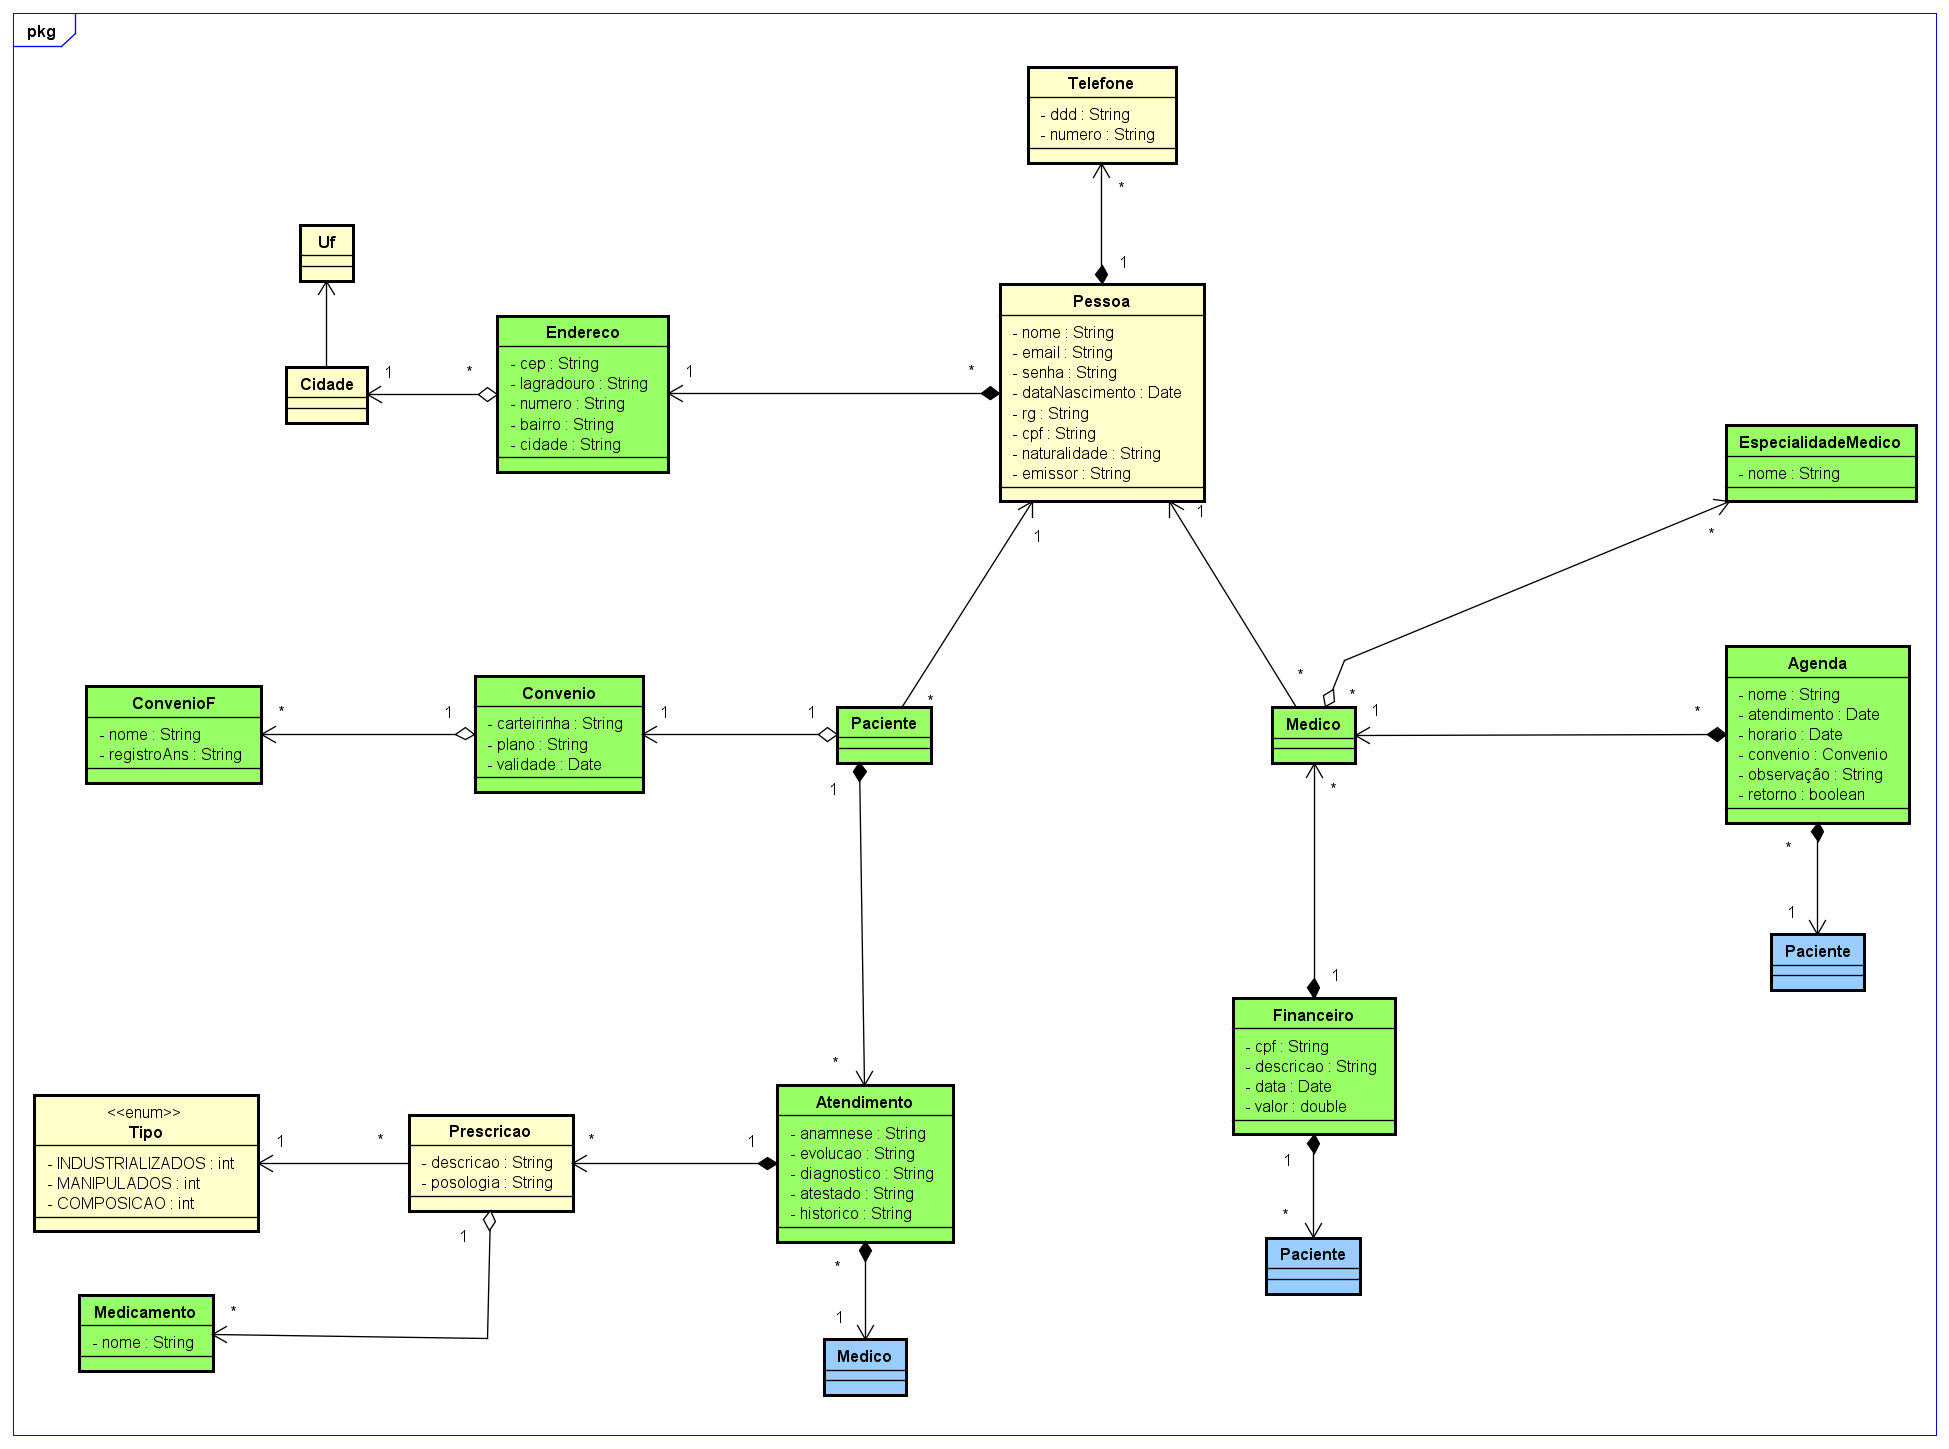 pkg
Telefone
- ddd : String
- numero : String
*
1
Uf
Cidade
1
*
Endereco
- cep : String
- lagradouro : String
- numero : String
- bairro : String
- cidade : String
1
*
Pessoa
- nome : String
- email : String
- senha : String
- dataNascimento : Date
- rg : String
- cpf : String
- naturalidade : String
- emissor : String
1
1
EspecialidadeMedico
- nome : String
*
ConvenioF
- nome : String
- registroAns : String
*
1
Convenio
- carteirinha : String
- plano : String
- validade : Date
1
1
*
Paciente
1
*
*
Medico
1
*
*
Agenda
- nome : String
- atendimento : Date
- horario : Date
- convenio : Convenio
- observação : String
- retorno : boolean
*
1
Paciente
1
Financeiro
- cpf : String
- descricao : String
- data : Date
- valor : double
1
*
Paciente
*
<<enum>>
Tipo
- INDUSTRIALIZADOS : int
- MANIPULADOS : int
- COMPOSICAO : int
1
*
Prescricao
- descricao : String
- posologia : String
*
1
1
Atendimento
- anamnese : String
- evolucao : String
- diagnostico : String
- atestado : String
- historico : String
*
1
Medicamento
- nome : String
*
Medico